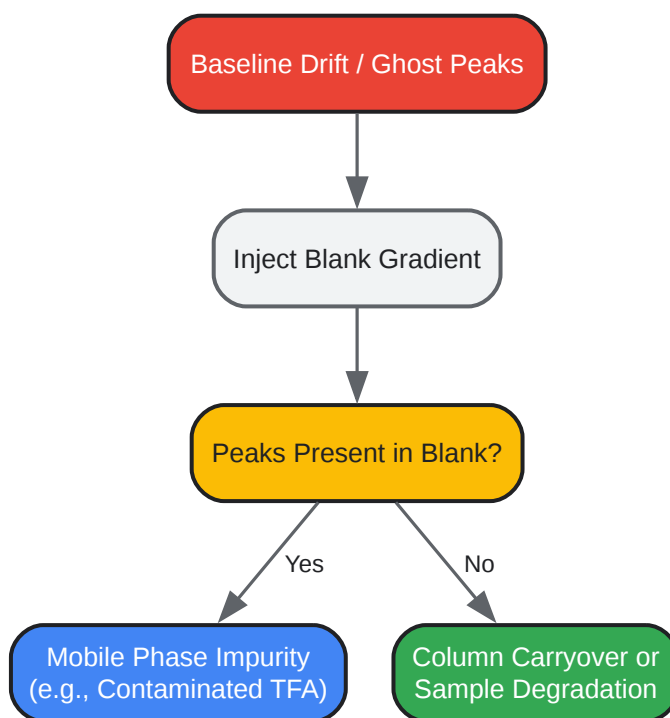 Baseline Drift / Ghost Peaks
Inject Blank Gradient
Peaks Present in Blank?
Yes
No
Mobile Phase Impurity
(e.g., Contaminated TFA)
Column Carryover or
Sample Degradation